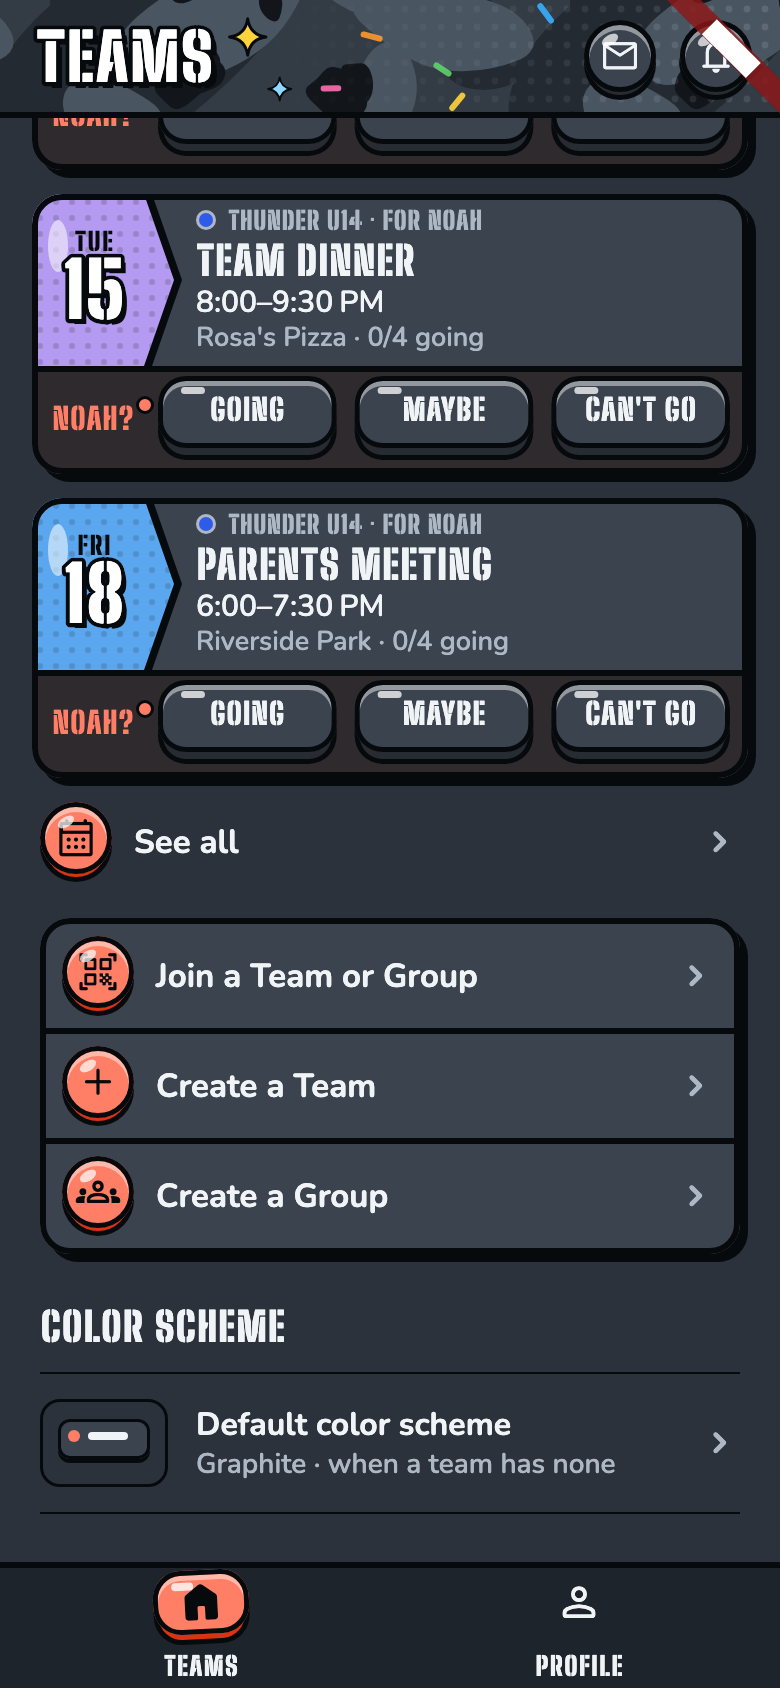 TEAMS
NOAH?
TUE
15
THUNDER U14 · FOR NOAH
TEAM DINNER
8:00–9:30 PM
Rosa's Pizza · 0/4 going
NOAH?
GOING
MAYBE
CAN'T GO
FRI
18
THUNDER U14 · FOR NOAH
PARENTS MEETING
6:00–7:30 PM
Riverside Park · 0/4 going
NOAH?
GOING
MAYBE
CAN'T GO
See all
Join a Team or Group
Create a Team
Create a Group
COLOR SCHEME
Default color scheme
Graphite · when a team has none
TEAMS
PROFILE